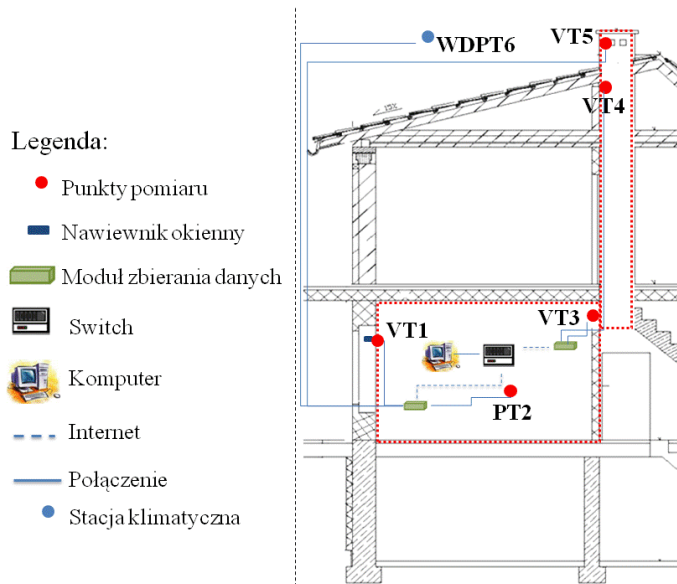 Legenda:
Punkty pomiaru
Nawiewnik okienny
Moduł zbierania danych
Switch
Komputer
Internet
Połączenie
Stacja klimatyczna
WDPT6
VT5
VT4
VT1
VT3
PT2